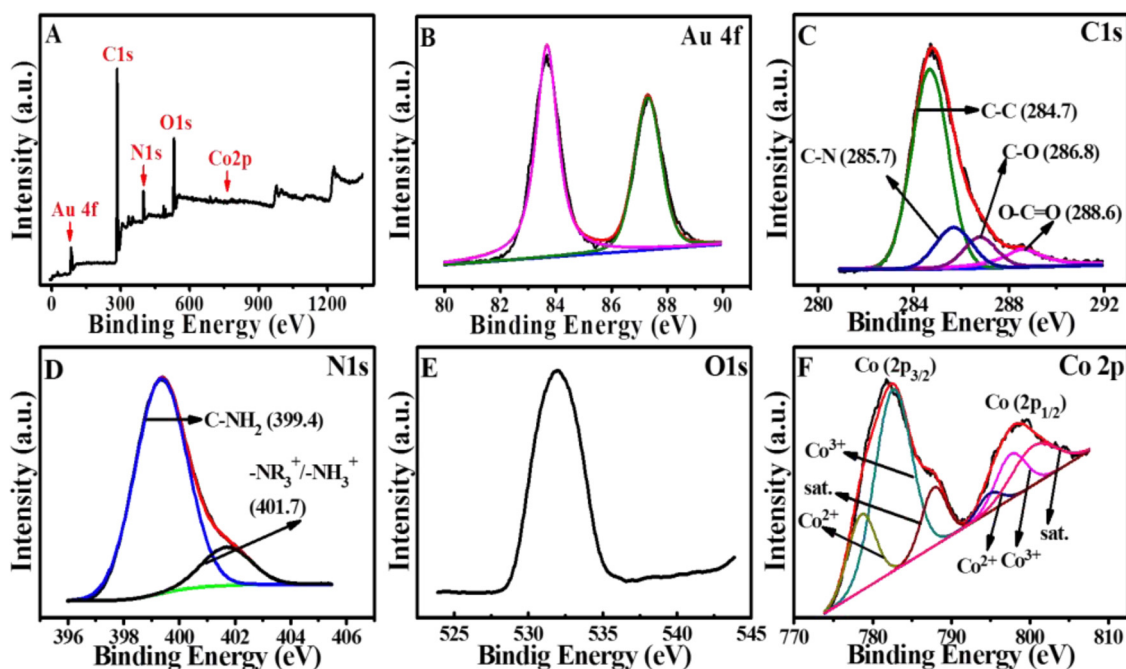 A
C1s
O1s
N1s
Co2p
Au 4f
Intensity (a.u.)
0 300 600 900 1200
Binding Energy (eV)
B
Au 4f
Intensity (a.u.)
80 82 84 86 88 90
Binding Energy (eV)
C
C1s
C-C (284.7)
C-N (285.7)
C-O (286.8)
O-C=O (288.6)
Intensity (a.u.)
280 284 288 292
Binding Energy (eV)
D
N1s
C-NH₂ (399.4)
-NR₃⁺/-NH₃⁺
(401.7)
Intensity (a.u.)
396 398 400 402 404 406
Binding Energy (eV)
E
O1s
Intensity (a.u.)
525 530 535 540 545
Bindig Energy (eV)
F
Co (2p₃/₂)
Co 2p
Co (2p₁/₂)
Co³⁺
sat.
Co²⁺
Co²⁺
Co³⁺
sat.
Intensity (a.u.)
770 780 790 800 810
Binding Energy (eV)